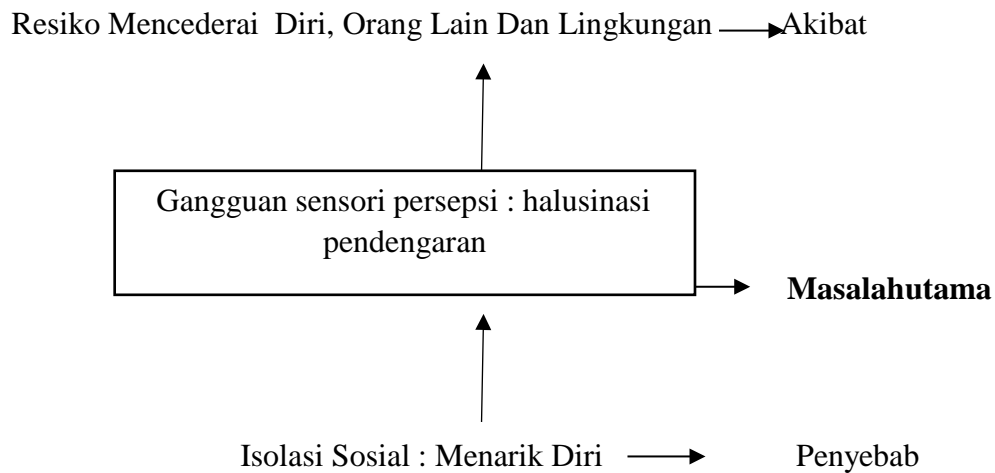 Resiko Mencederai Diri, Orang Lain Dan Lingkungan Akibat
Gangguan sensori persepsi : halusinasi
pendengaran
Masalahutama
Isolasi Sosial : Menarik Diri Penyebab